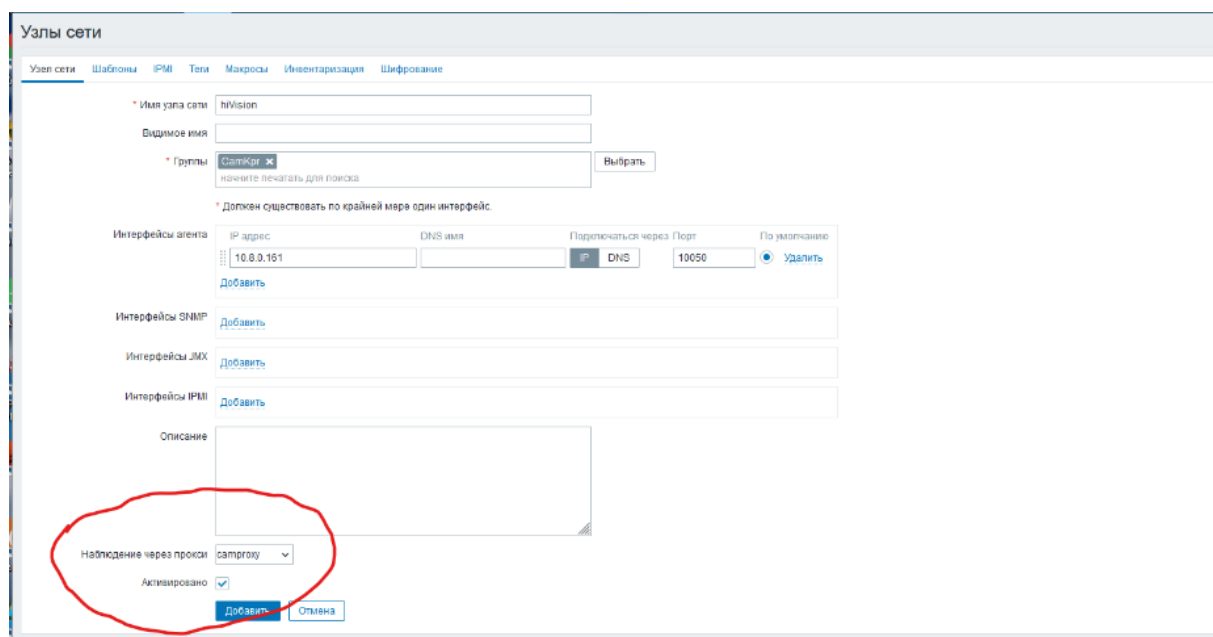 Узлы сети
Узел сети Шаблоны IPMI Теги Макросы Инвентаризация Шифрование
* Имя узла сети hiVision
Видимое имя
* Группы CamKpr × Выбрать
начните печатать для поиска
* Должен существовать по крайней мере один интерфейс.
Интерфейсы агента IP адрес DNS имя Подключаться через Порт По умолчанию
10.8.0.161 IP DNS 10050 Удалить
Добавить
Интерфейсы SNMP Добавить
Интерфейсы JMX Добавить
Интерфейсы IPMI Добавить
Описание
Наблюдение через прокси camproxy
Активировано
Добавить Отмена